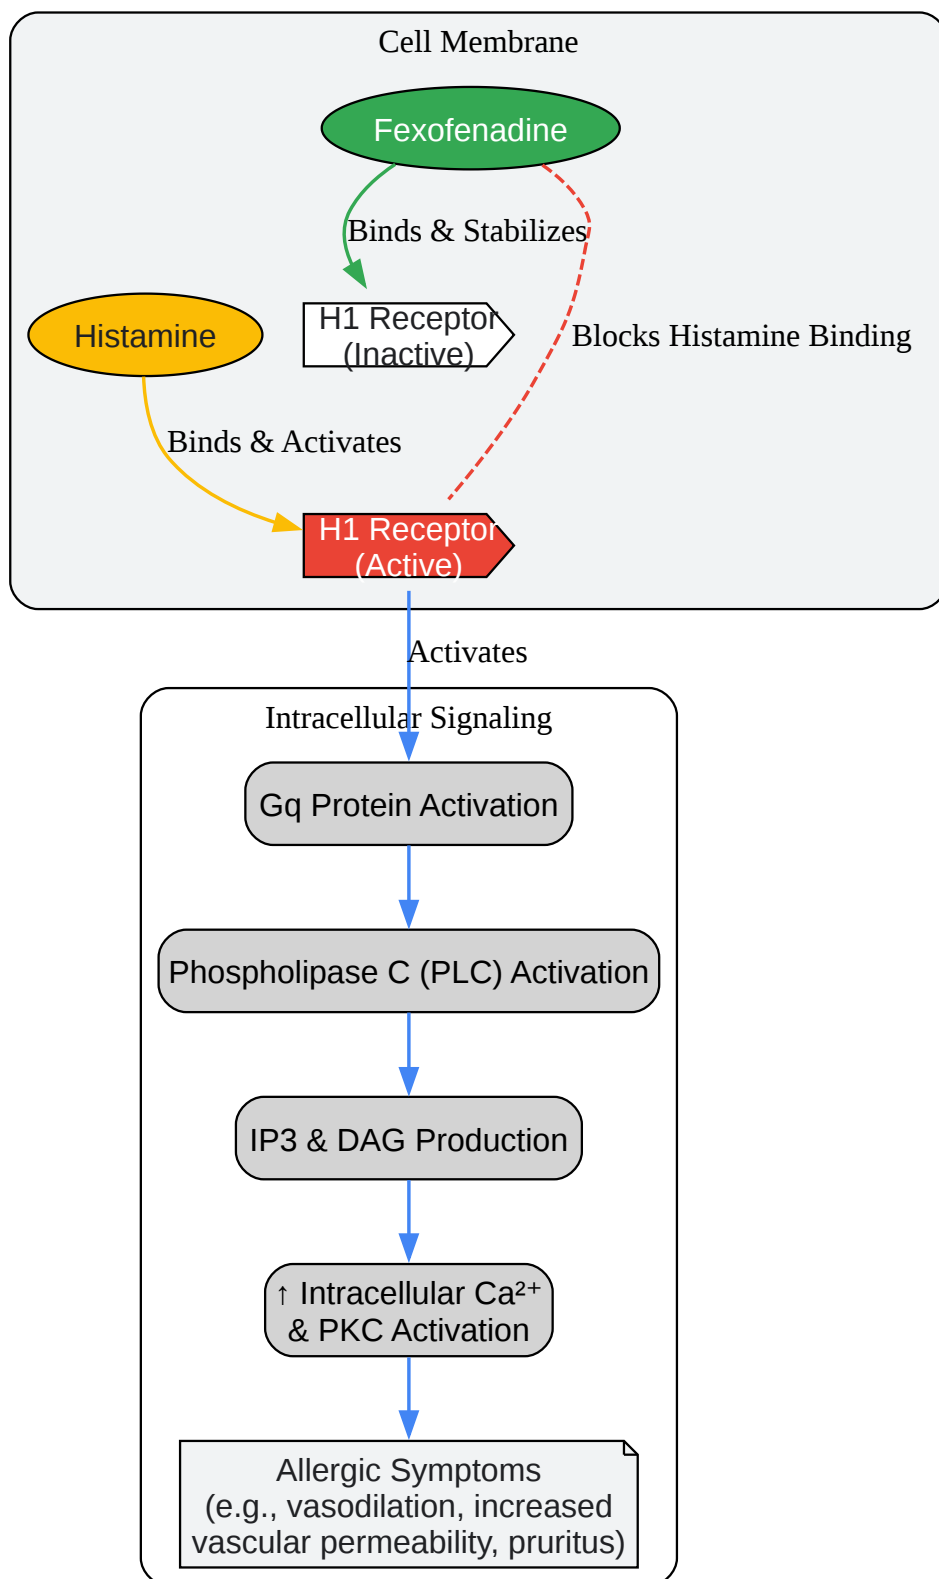 Cell Membrane
Fexofenadine
Binds & Stabilizes
Histamine
H1 Receptor
(Inactive)
Blocks Histamine Binding
Binds & Activates
H1 Receptor
(Active)
Activates
Intracellular Signaling
Gq Protein Activation
Phospholipase C (PLC) Activation
IP3 & DAG Production
↑ Intracellular Ca²⁺
& PKC Activation
Allergic Symptoms
(e.g., vasodilation, increased
vascular permeability, pruritus)